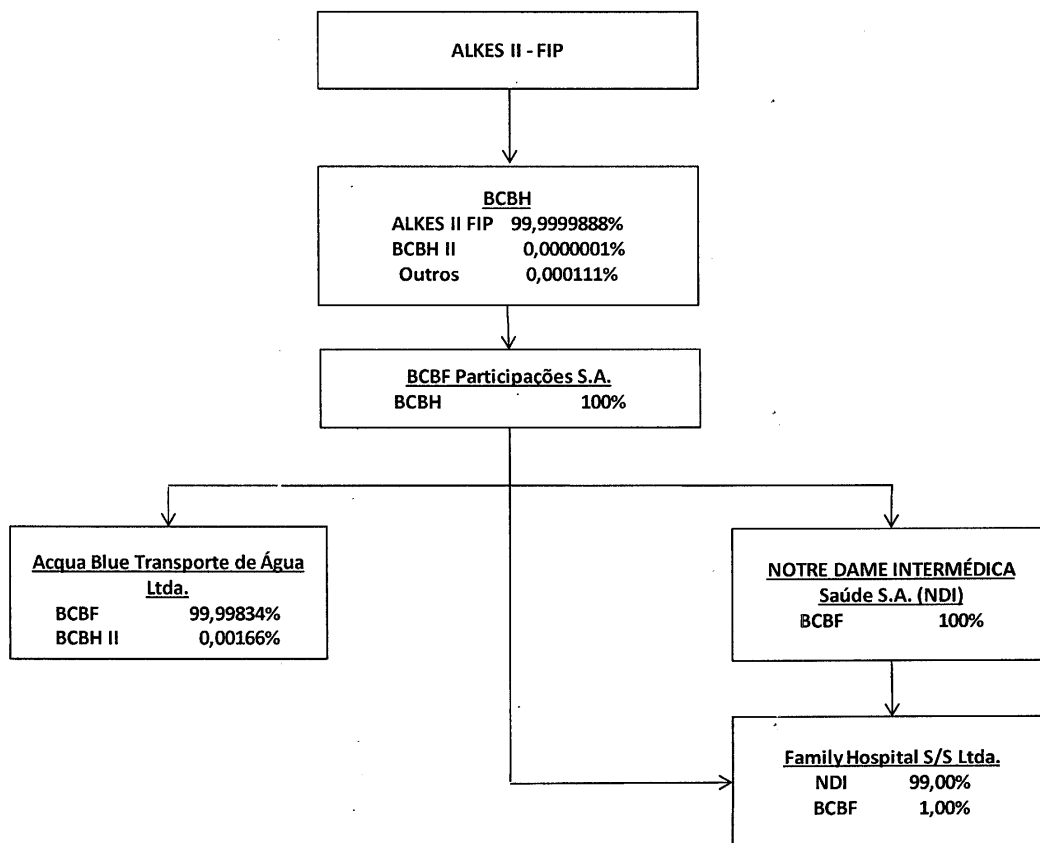 ALKES II - FIP
BCBH
ALKES II FIP 99,9999888%
BCBH II 0,0000001%
Outros 0,000111%
BCBF Participações S.A.
BCBH 100%
Acqua Blue Transporte de Água
Ltda.
BCBF 99,99834%
BCBH II 0,00166%
NOTRE DAME INTERMÉDICA
Saúde S.A. (NDI)
BCBF 100%
Family Hospital S/S Ltda.
NDI 99,00%
BCBF 1,00%